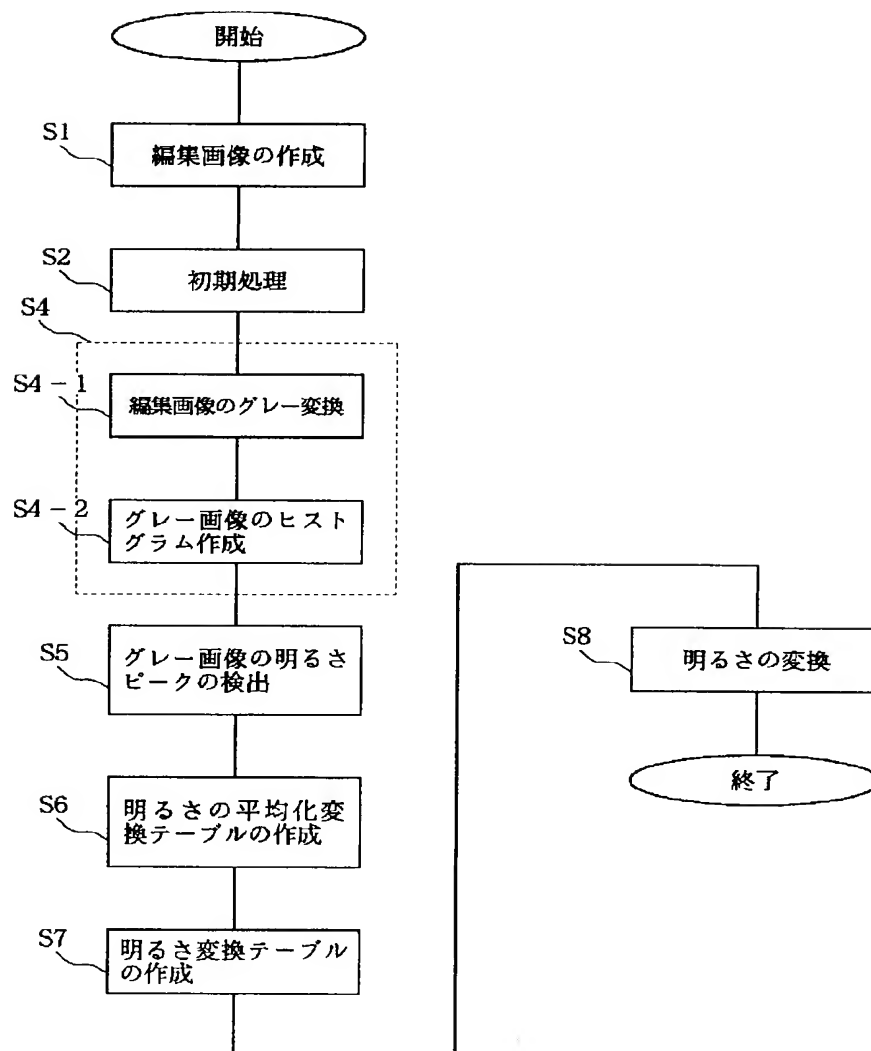 開始
S1
編集画像の作成
S2
初期処理
S4
S4-1
編集画像のグレー変換
S4-2
グレー画像のヒスト
グラム作成
S5
グレー画像の明るさ
ピークの検出
S6
明るさの平均化変
換テーブルの作成
S7
明るさ変換テーブル
の作成
S8
明るさの変換
終了